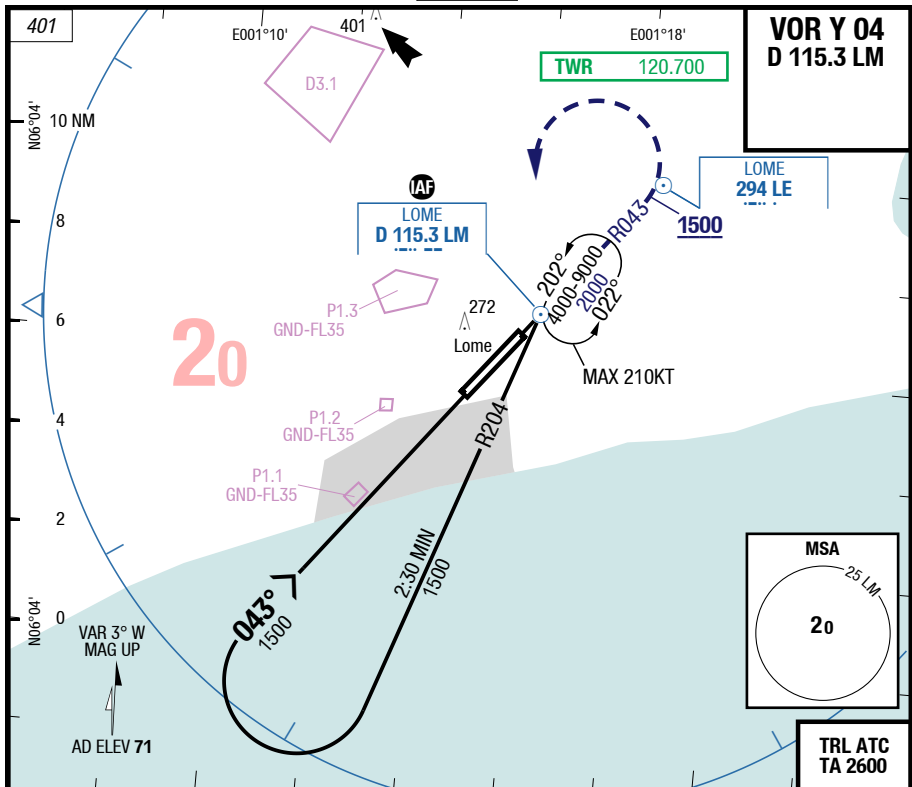 401
E001°10'
401
E001°18'
VOR Y 04
D 115.3 LM
TWR 120.700
D3.1
N06°04'
10 NM
IAF
LOME
D 115.3 LM
LOME
294 LE
8
R043
1500
202°
4000-9000
2000
022°
P1.3
GND-FL35
272
Lome
6
20
MAX 210KT
P1.2
GND-FL35
4
R204
P1.1
GND-FL35
2
2:30 MIN
1500
MSA
25 LM
20
043°
1500
N06°04'
0
VAR 3° W
MAG UP
AD ELEV 71
TRL ATC
TA 2600